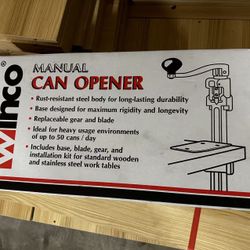 Winco
MANUAL
CAN OPENER
• Rust-resistant steel body for long-lasting durability
• Base designed for maximum rigidity and longevity
• Replaceable gear and blade
• Ideal for heavy usage environments
of up to 50 cans / day
• Includes base, blade, gear, and
installation kit for standard wooden
and stainless steel work tables